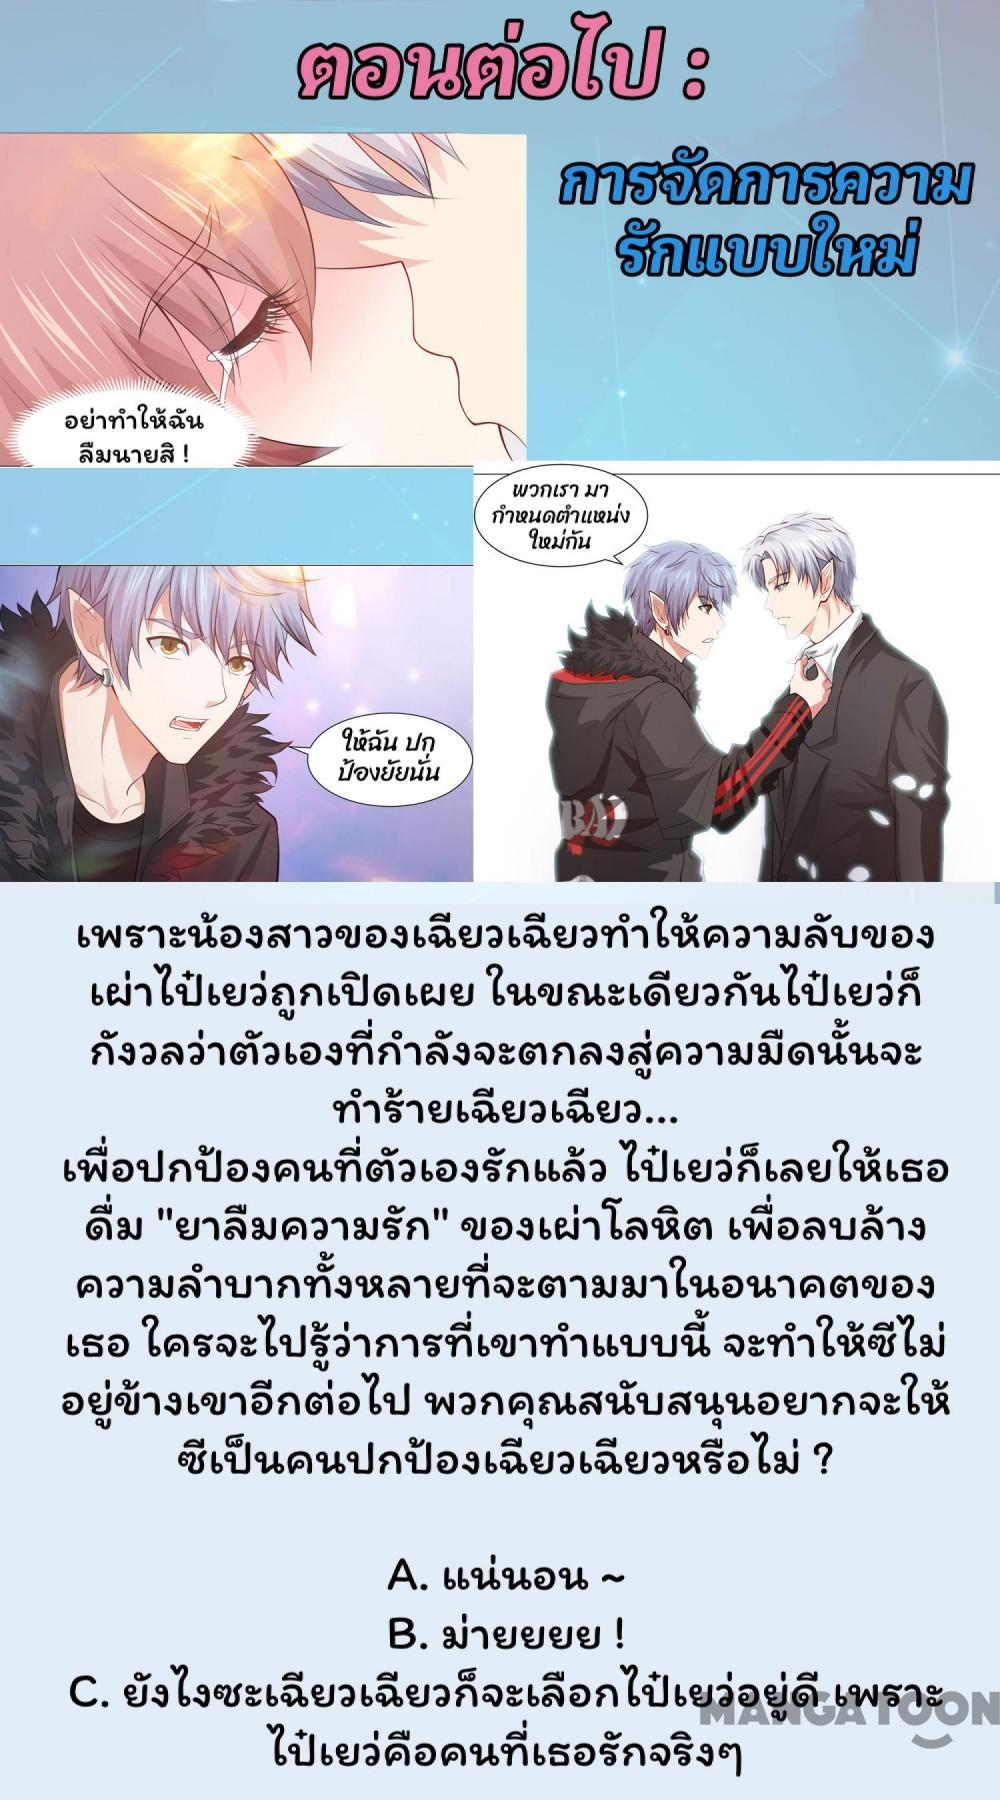 ตอนต่อไป :
การจัดการความ
รักแบบใหม่
อย่าทำให้ฉัน
ลืมนายสิ !
พวกเรา มา
กำหนดตำแหน่ง
ใหม่กัน
ให้ฉัน ปก
ป้องยัยนั่น
BAD
เพราะน้องสาวของเฉียวเฉียวทำให้ความลับของ
เผ่าไป๋เยว่ถูกเปิดเผย ในขณะเดียวกันไป๋เยว่ก็
กังวลว่าตัวเองที่กำลังจะตกลงสู่ความมืดนั้นจะ
ทำร้ายเฉียวเฉียว...
เพื่อปกป้องคนที่ตัวเองรักแล้ว ไป๋เยว่ก็เลยให้เธอ
ดื่ม "ยาลืมความรัก" ของเผ่าโลหิต เพื่อลบล้าง
ความลำบากทั้งหลายที่จะตามมาในอนาคตของ
เธอ ใครจะไปรู้ว่าการที่เขาทำแบบนี้ จะทำให้ซีไม่
อยู่ข้างเขาอีกต่อไป พวกคุณสนับสนุนอยากจะให้
ซีเป็นคนปกป้องเฉียวเฉียวหรือไม่ ?
A. แน่นอน ~
B. ม่ายยยย !
C. ยังไงซะเฉียวเฉียวก็จะเลือกไป๋เยว่อยู่ดี เพราะ
ไป๋เยว่คือคนที่เธอรักจริงๆ
MANGATOON